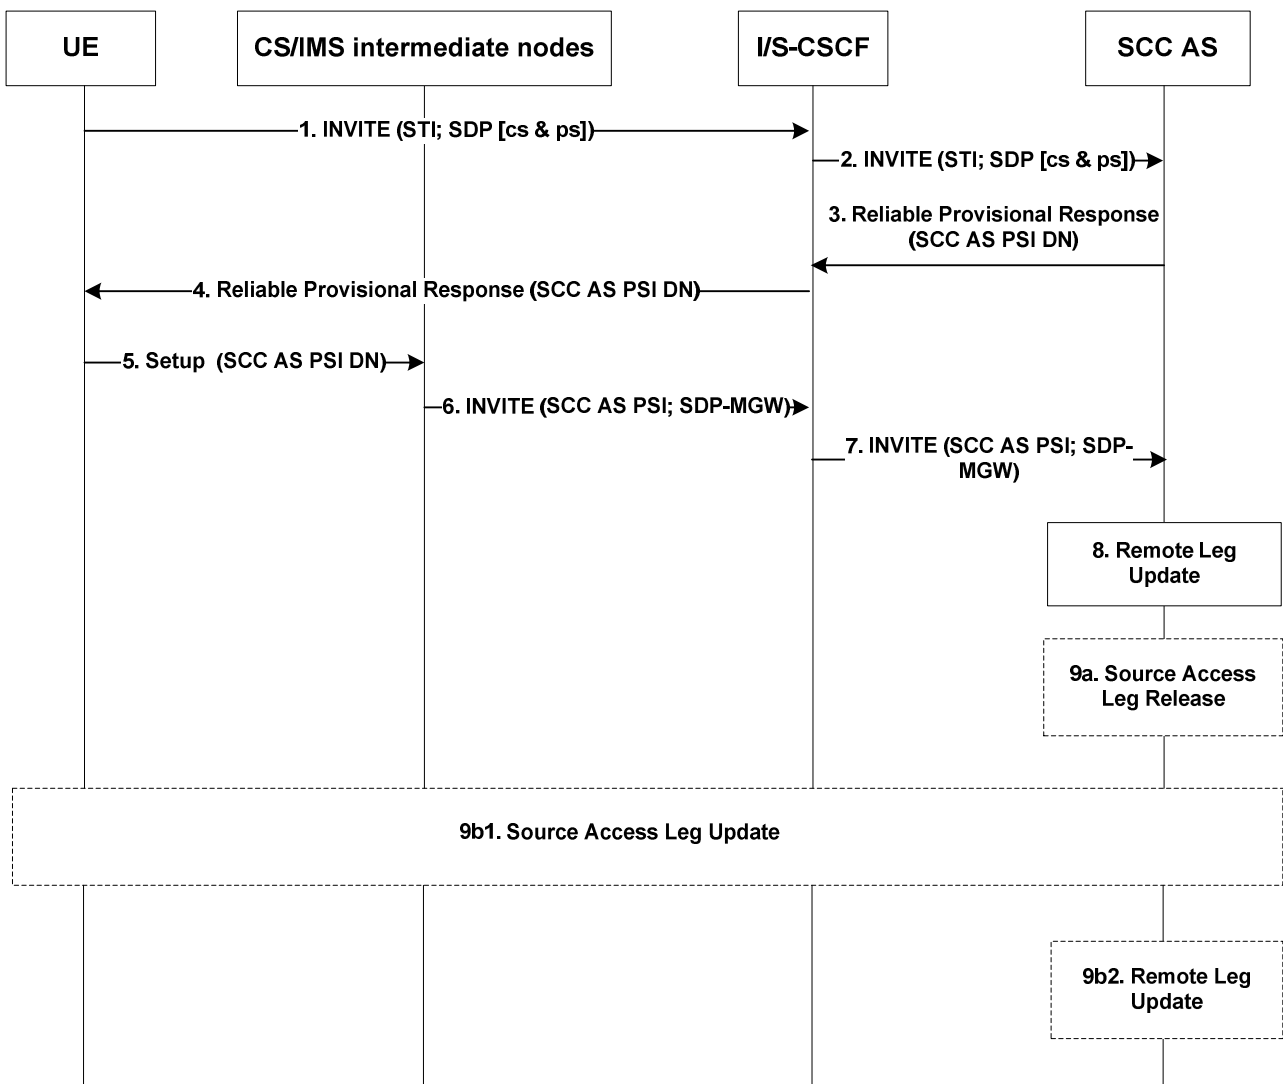 UE
CS/IMS intermediate nodes
I/S-CSCF
SCC AS
1. INVITE (STI; SDP [cs & ps])
2. INVITE (STI; SDP [cs & ps])
3. Reliable Provisional Response
(SCC AS PSI DN)
4. Reliable Provisional Response (SCC AS PSI DN)
5. Setup (SCC AS PSI DN)
6. INVITE (SCC AS PSI; SDP-MGW)
7. INVITE (SCC AS PSI; SDP-
MGW)
8. Remote Leg
Update
9a. Source Access
Leg Release
9b1. Source Access Leg Update
9b2. Remote Leg
Update